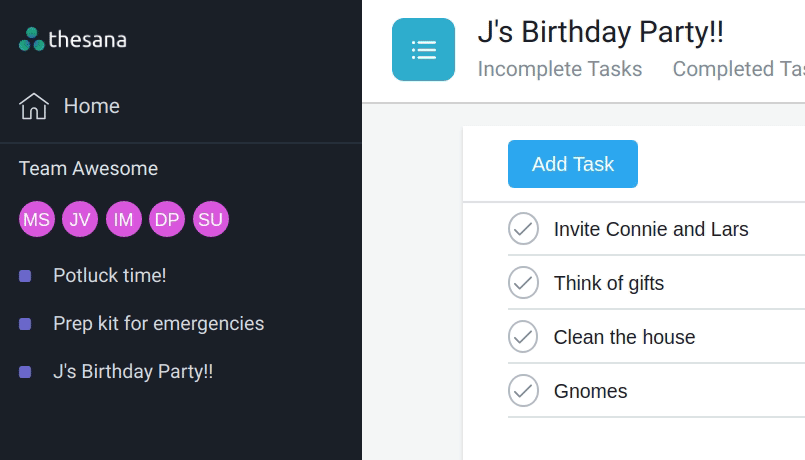 thesana
Home
Team Awesome
MS JV IM DP SU
Potluck time!
Prep kit for emergencies
J's Birthday Party!!
J's Birthday Party!!
Incomplete Tasks Completed Tas
Add Task
Invite Connie and Lars
Think of gifts
Clean the house
Gnomes